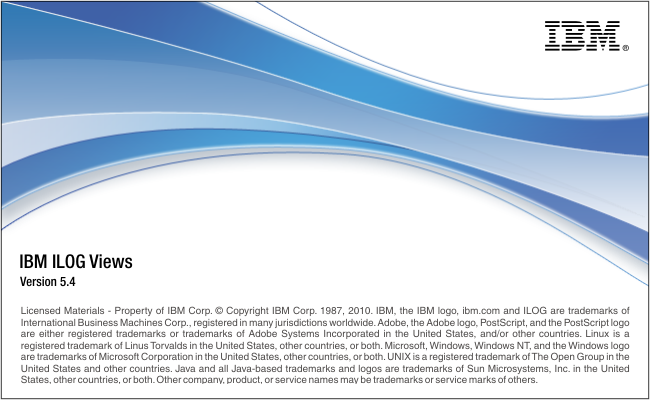 IBM®
IBM ILOG Views
Version 5.4
Licensed Materials - Property of IBM Corp. © Copyright IBM Corp. 1987, 2010. IBM, the IBM logo, ibm.com and ILOG are trademarks of
International Business Machines Corp., registered in many jurisdictions worldwide. Adobe, the Adobe logo, PostScript, and the PostScript logo
are either registered trademarks or trademarks of Adobe Systems Incorporated in the United States, and/or other countries. Linux is a
registered trademark of Linus Torvalds in the United States, other countries, or both. Microsoft, Windows, Windows NT, and the Windows logo
are trademarks of Microsoft Corporation in the United States, other countries, or both. UNIX is a registered trademark of The Open Group in the
United States and other countries. Java and all Java-based trademarks and logos are trademarks of Sun Microsystems, Inc. in the United
States, other countries, or both. Other company, product, or service names may be trademarks or service marks of others.